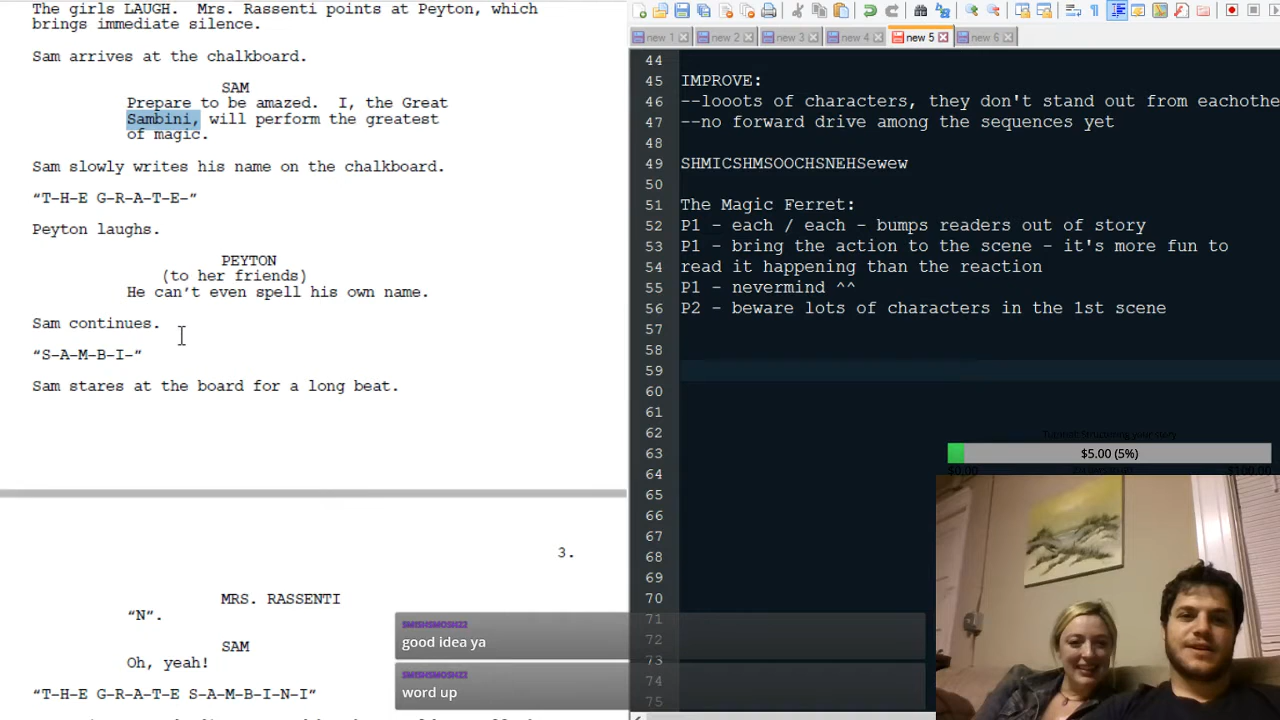 The girls LAUGH.  Mrs. Rassenti points at Peyton, which
brings immediate silence.
Sam arrives at the chalkboard.
SAM
Prepare to be amazed.  I, the Great
Sambini, will perform the greatest
of magic.
Sam slowly writes his name on the chalkboard.
“T-H-E G-R-A-T-E-”
Peyton laughs.
PEYTON
(to her friends)
He can’t even spell his own name.
Sam continues.
“S-A-M-B-I-”
Sam stares at the board for a long beat.
3.
MRS. RASSENTI
“N”.
SAM
Oh, yeah!
“T-H-E G-R-A-T-E S-A-M-B-I-N-I”
new 1
new 2
new 3
new 4
new 5
new 6
44
45 IMPROVE:
46 --looots of characters, they don't stand out from eachothe
47 --no forward drive among the sequences yet
48
49 SHMICSHMSOOCHSNEHSewew
50
51 The Magic Ferret:
52 P1 - each / each - bumps readers out of story
53 P1 - bring the action to the scene - it's more fun to
54 read it happening than the reaction
55 P1 - nevermind ^^
56 P2 - beware lots of characters in the 1st scene
57
58
59
60
61
62
63
64
65
66
67
68
69
70
71
72
73
74
75
$5.00 (5%)
$0.00
$100.00
SMISHSMOSH22
good idea ya
SMISHSMOSH22
word up